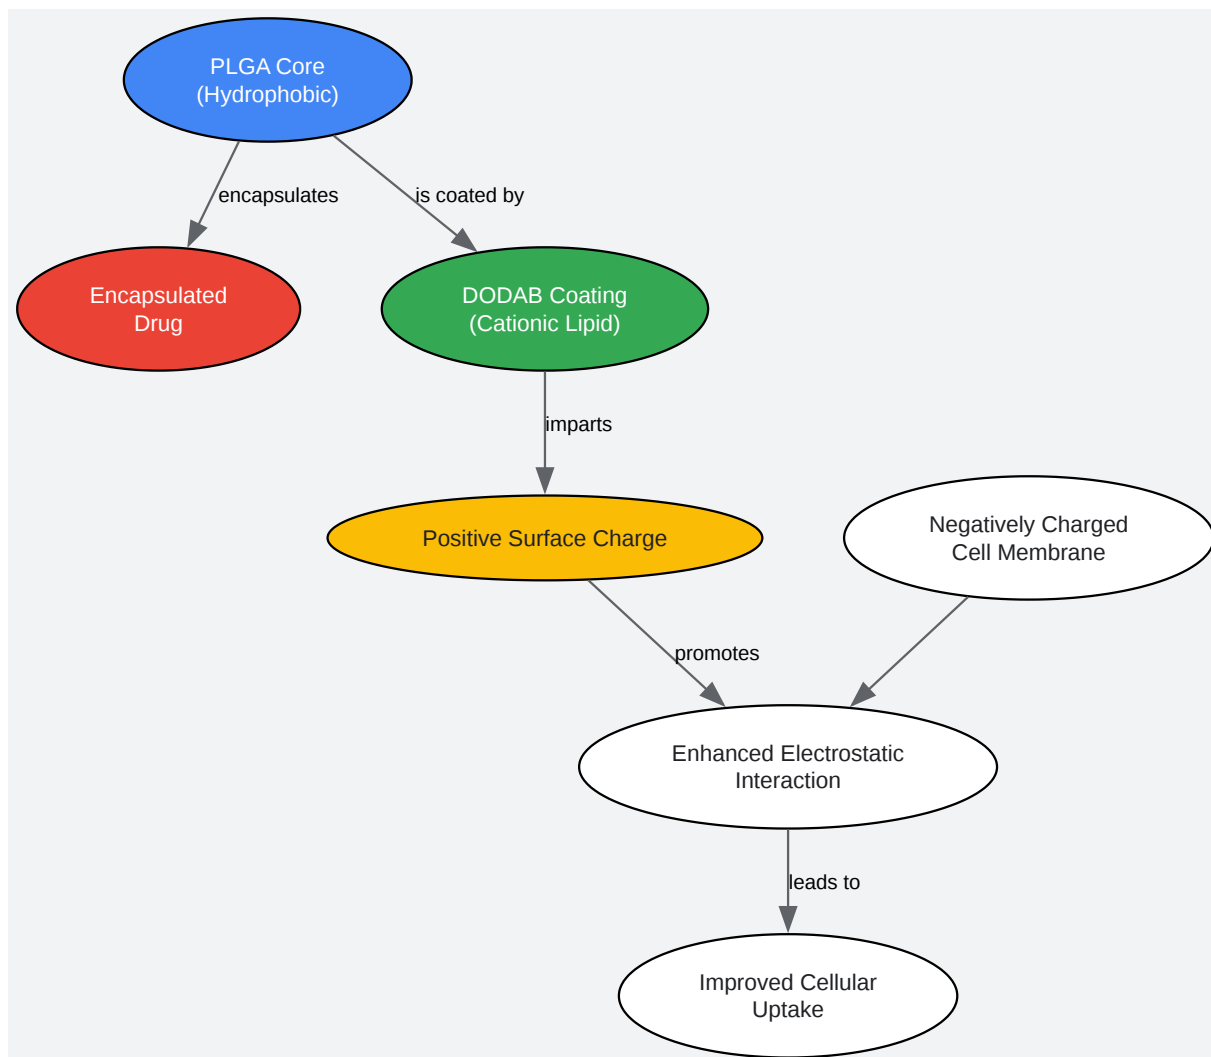 PLGA Core
(Hydrophobic)
encapsulates
is coated by
Encapsulated
Drug
DODAB Coating
(Cationic Lipid)
imparts
Positive Surface Charge
Negatively Charged
Cell Membrane
promotes
Enhanced Electrostatic
Interaction
leads to
Improved Cellular
Uptake